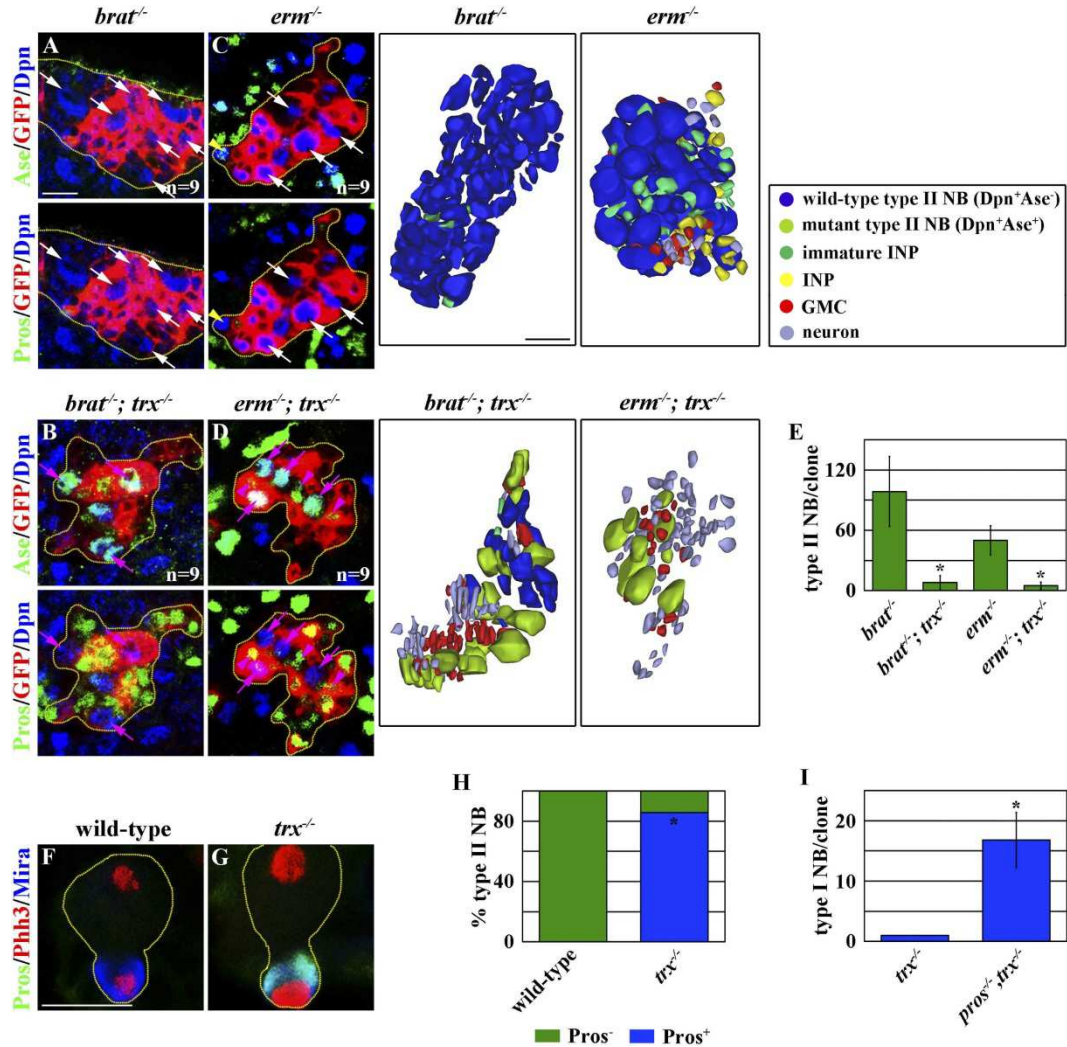 brat-/- erm-/- brat-/- erm-/-
A C
Ase/GFP/Dpn
n=9 n=9
Pros/GFP/Dpn
wild-type type II NB (Dpn+Ase-)
mutant type II NB (Dpn+Ase+)
immature INP
INP
GMC
neuron
brat-/-; trx-/- erm-/-; trx-/- brat-/-; trx-/- erm-/-; trx-/-
B D
Ase/GFP/Dpn
n=9 n=9
Pros/GFP/Dpn
E
type II NB/clone
120
60
0
* *
brat-/- brat-/-; trx-/- erm-/- erm-/-; trx-/-
wild-type trx-/-
F G
Pros/Phh3/Mira
H
% type II NB
80
40
0
*
wild-type trx-/-
Pros- Pros+
I
type I NB/clone
20
10
0
*
trx-/- pros-/-,trx-/-